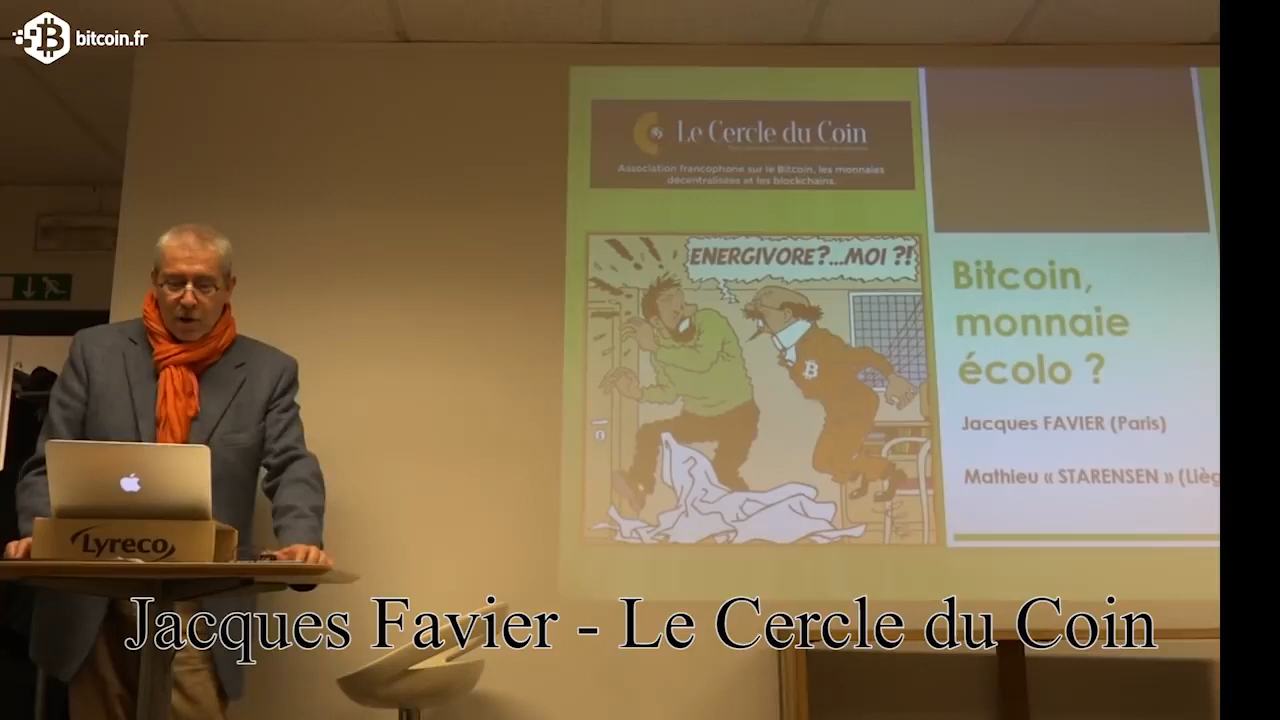 bitcoin.fr
Le Cercle du Coin
Association francophone sur le Bitcoin, les monnaies
décentralisées et les blockchains.
ENERGIVORE?...MOI ?!
Bitcoin,
monnaie
écolo ?
Jacques FAVIER (Paris)
Mathieu « STARENSEN » (Lièg
Lyreco
Jacques Favier - Le Cercle du Coin